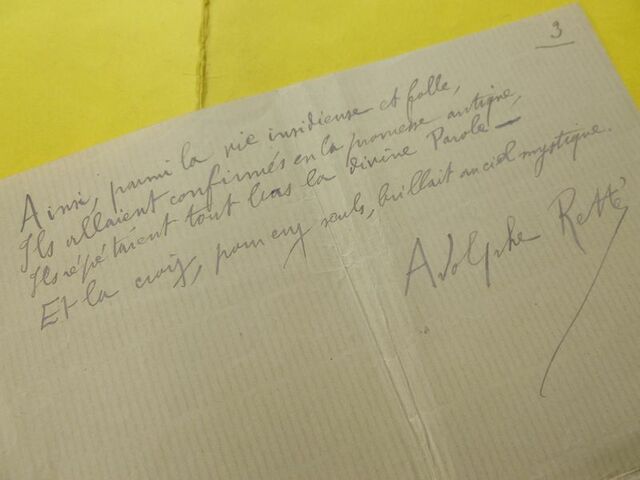 3
Ainsi, parmi la vie insidieuse et folle,
Ils allaient confirmés en la promesse antique,
Ils répétaient tout bas la divine Parole —
Et la croix, pour eux seuls, brillait au ciel mystique.
Adolphe Retté